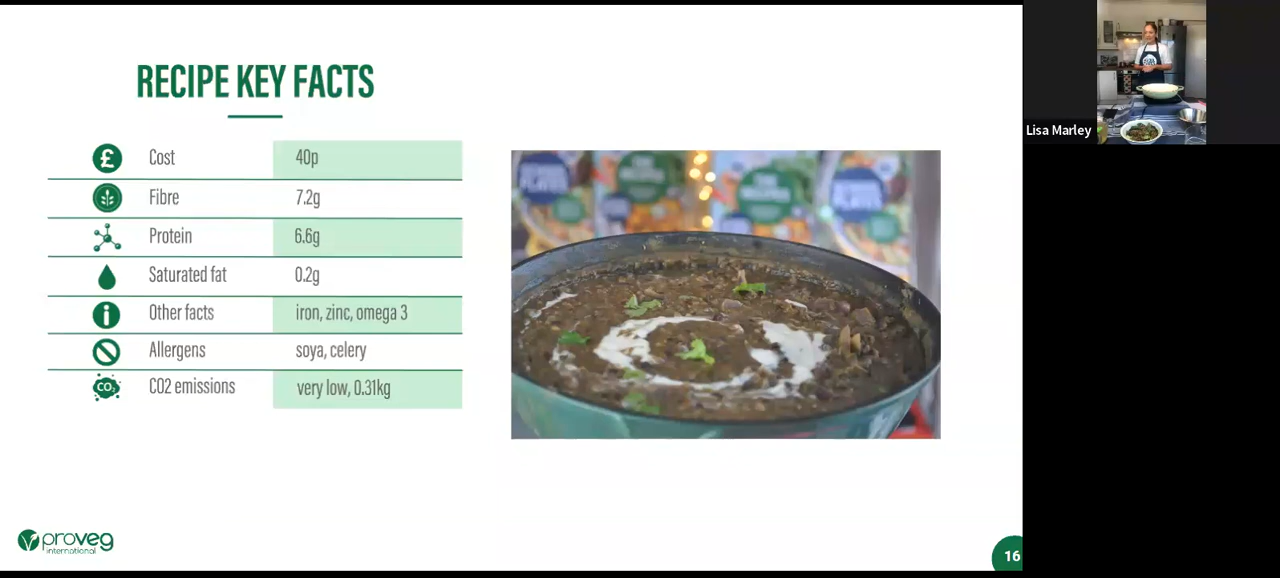 RECIPE KEY FACTS
£ Cost 40p
Fibre 7.2g
Protein 6.6g
Saturated fat 0.2g
i Other facts iron, zinc, omega 3
Allergens soya, celery
CO2 CO2 emissions very low, 0.31kg
proveg
international
16
Lisa Marley